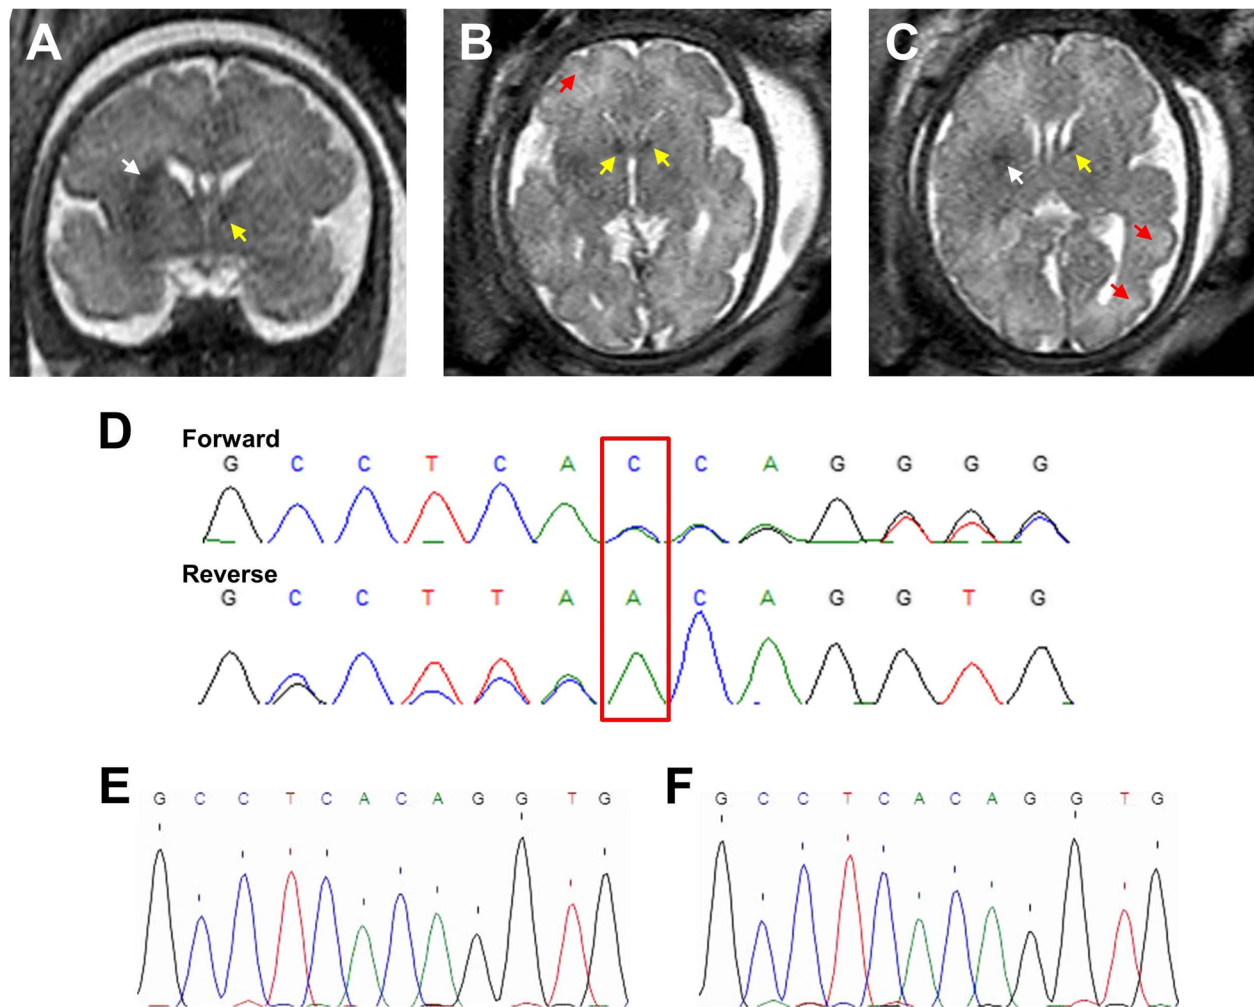 A
B
C
D
Forward
G C C T C A C C A G G G G
Reverse
G C C T T A A C A G G T G
E
G C C T C A C A G G T G
F
G C C T C A C A G G T G